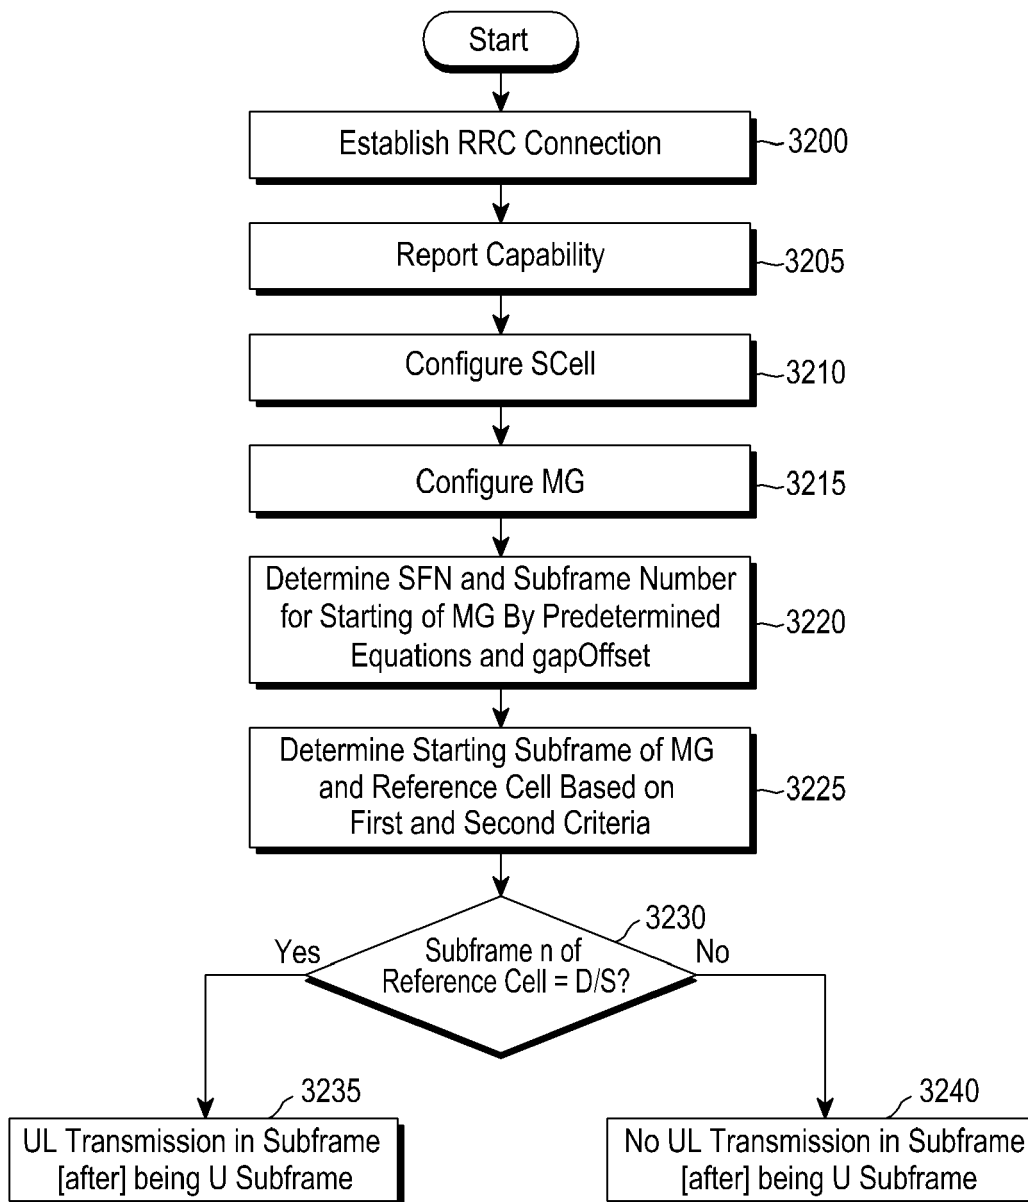 Start
Establish RRC Connection
3200
Report Capability
3205
Configure SCell
3210
Configure MG
3215
Determine SFN and Subframe Number
for Starting of MG By Predetermined
Equations and gapOffset
3220
Determine Starting Subframe of MG
and Reference Cell Based on
First and Second Criteria
3225
3230
Yes
Subframe n of
Reference Cell = D/S?
No
3235
UL Transmission in Subframe
[after] being U Subframe
3240
No UL Transmission in Subframe
[after] being U Subframe